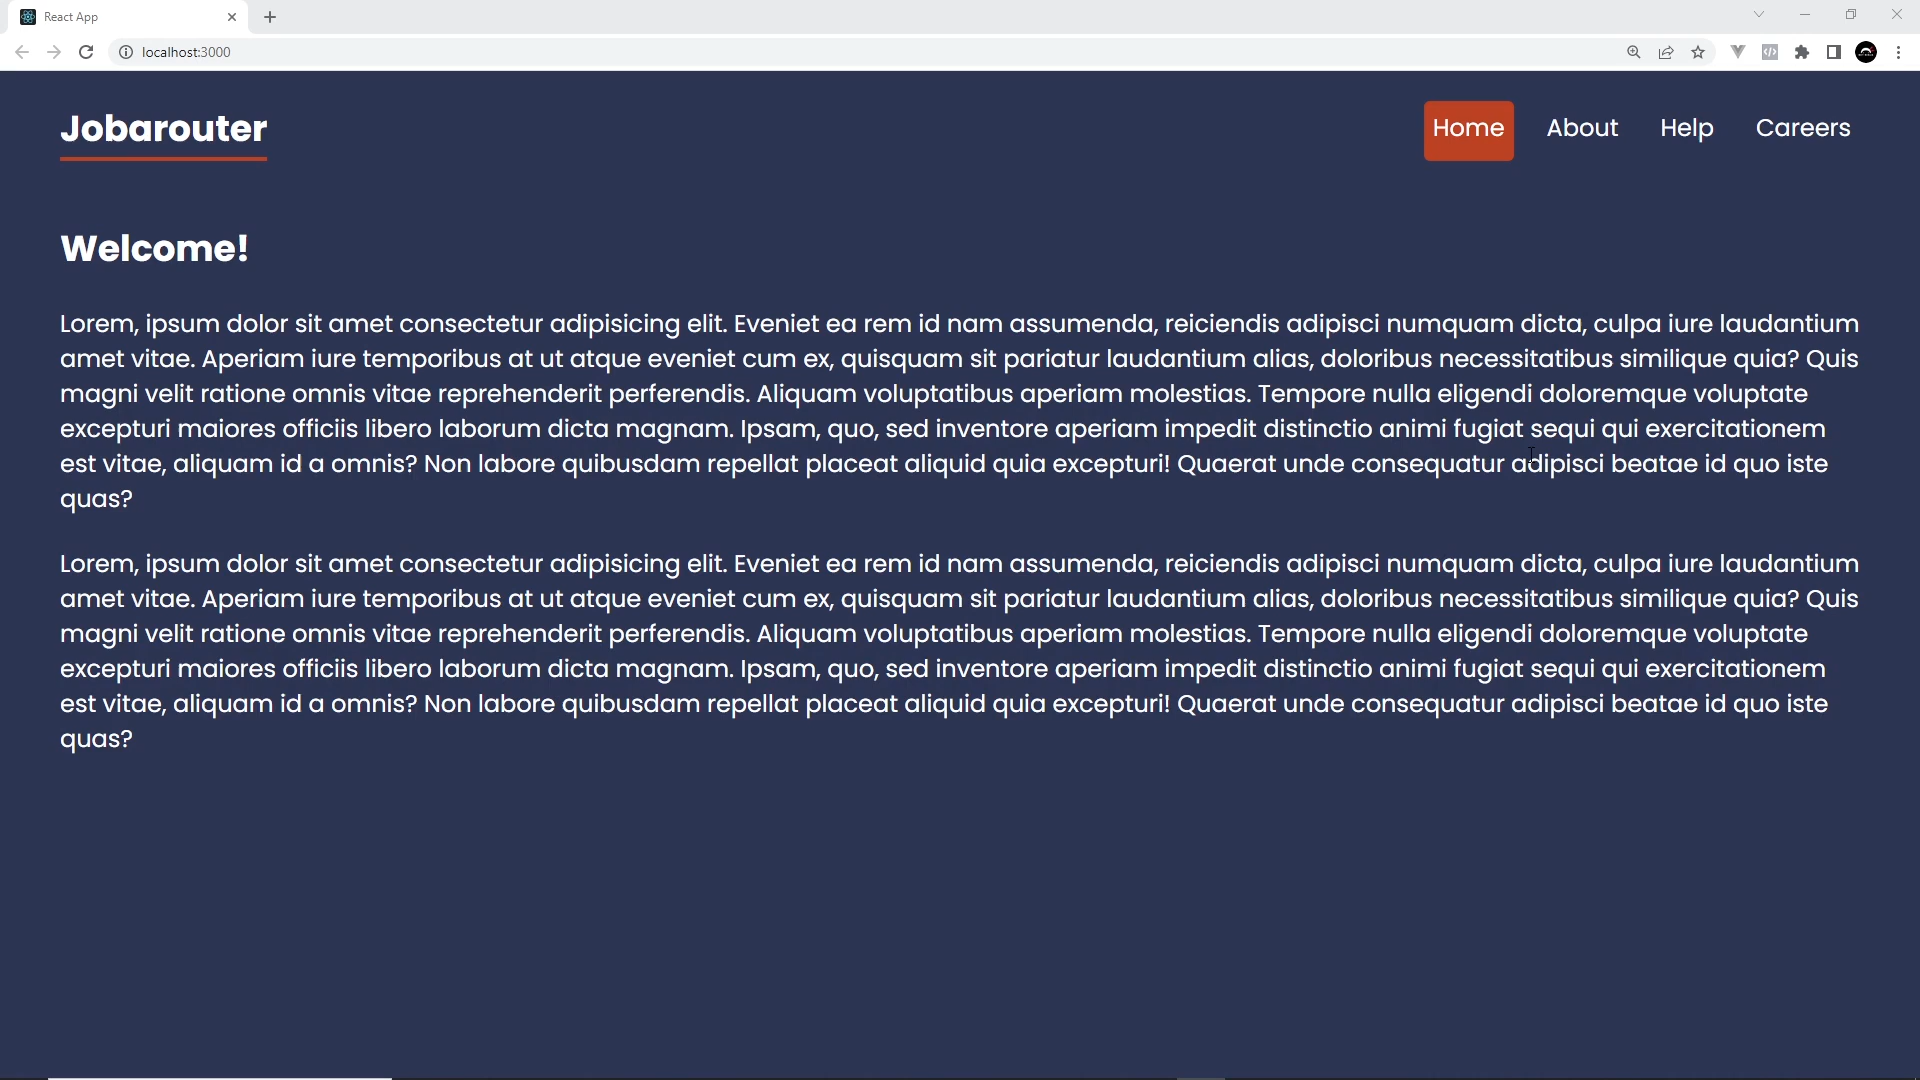 React App
localhost:3000
Jobarouter
Home About Help Careers
Welcome!
Lorem, ipsum dolor sit amet consectetur adipisicing elit. Eveniet ea rem id nam assumenda, reiciendis adipisci numquam dicta, culpa iure laudantium
amet vitae. Aperiam iure temporibus at ut atque eveniet cum ex, quisquam sit pariatur laudantium alias, doloribus necessitatibus similique quia? Quis
magni velit ratione omnis vitae reprehenderit perferendis. Aliquam voluptatibus aperiam molestias. Tempore nulla eligendi doloremque voluptate
excepturi maiores officiis libero laborum dicta magnam. Ipsam, quo, sed inventore aperiam impedit distinctio animi fugiat sequi qui exercitationem
est vitae, aliquam id a omnis? Non labore quibusdam repellat placeat aliquid quia excepturi! Quaerat unde consequatur adipisci beatae id quo iste
quas?
Lorem, ipsum dolor sit amet consectetur adipisicing elit. Eveniet ea rem id nam assumenda, reiciendis adipisci numquam dicta, culpa iure laudantium
amet vitae. Aperiam iure temporibus at ut atque eveniet cum ex, quisquam sit pariatur laudantium alias, doloribus necessitatibus similique quia? Quis
magni velit ratione omnis vitae reprehenderit perferendis. Aliquam voluptatibus aperiam molestias. Tempore nulla eligendi doloremque voluptate
excepturi maiores officiis libero laborum dicta magnam. Ipsam, quo, sed inventore aperiam impedit distinctio animi fugiat sequi qui exercitationem
est vitae, aliquam id a omnis? Non labore quibusdam repellat placeat aliquid quia excepturi! Quaerat unde consequatur adipisci beatae id quo iste
quas?